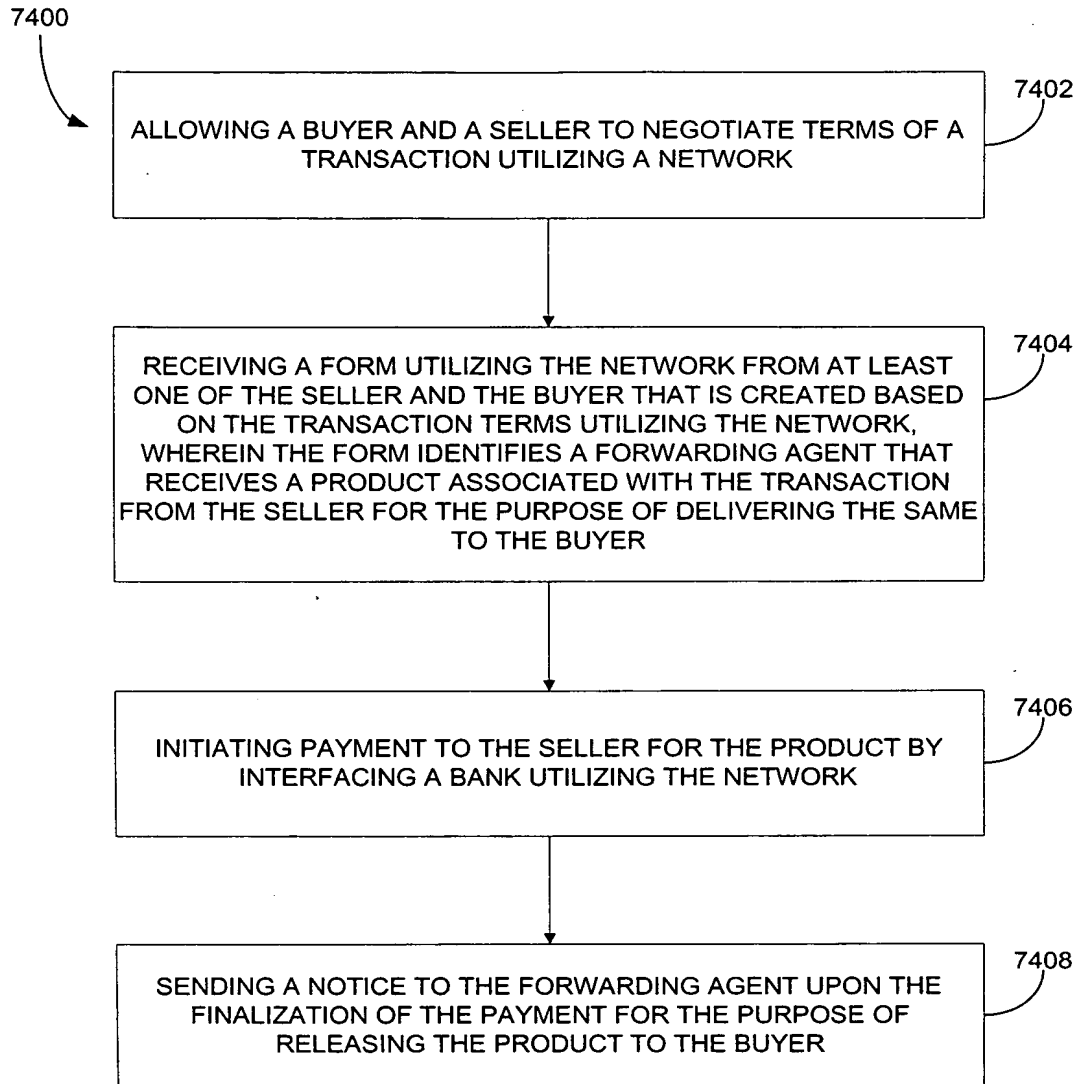 7400
7402
ALLOWING A BUYER AND A SELLER TO NEGOTIATE TERMS OF A
TRANSACTION UTILIZING A NETWORK
7404
RECEIVING A FORM UTILIZING THE NETWORK FROM AT LEAST
ONE OF THE SELLER AND THE BUYER THAT IS CREATED BASED
ON THE TRANSACTION TERMS UTILIZING THE NETWORK,
WHEREIN THE FORM IDENTIFIES A FORWARDING AGENT THAT
RECEIVES A PRODUCT ASSOCIATED WITH THE TRANSACTION
FROM THE SELLER FOR THE PURPOSE OF DELIVERING THE SAME
TO THE BUYER
7406
INITIATING PAYMENT TO THE SELLER FOR THE PRODUCT BY
INTERFACING A BANK UTILIZING THE NETWORK
7408
SENDING A NOTICE TO THE FORWARDING AGENT UPON THE
FINALIZATION OF THE PAYMENT FOR THE PURPOSE OF
RELEASING THE PRODUCT TO THE BUYER